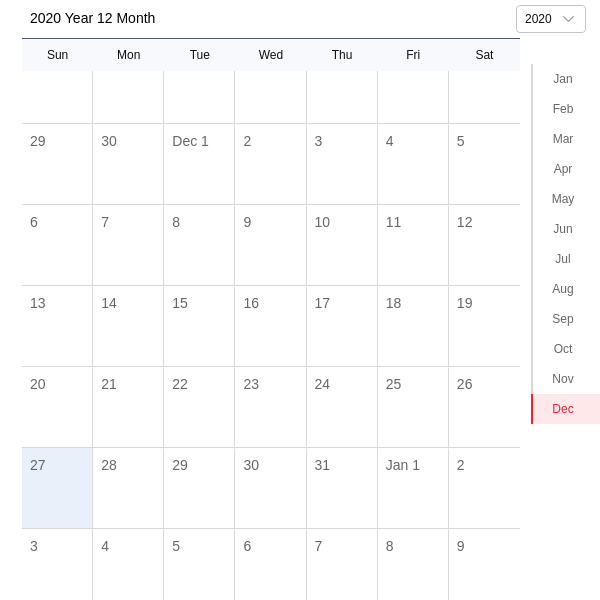 2020 Year 12 Month
2020
Sun Mon Tue Wed Thu Fri Sat
29 30 Dec 1 2 3 4 5
6 7 8 9 10 11 12
13 14 15 16 17 18 19
20 21 22 23 24 25 26
27 28 29 30 31 Jan 1 2
3 4 5 6 7 8 9
Jan
Feb
Mar
Apr
May
Jun
Jul
Aug
Sep
Oct
Nov
Dec